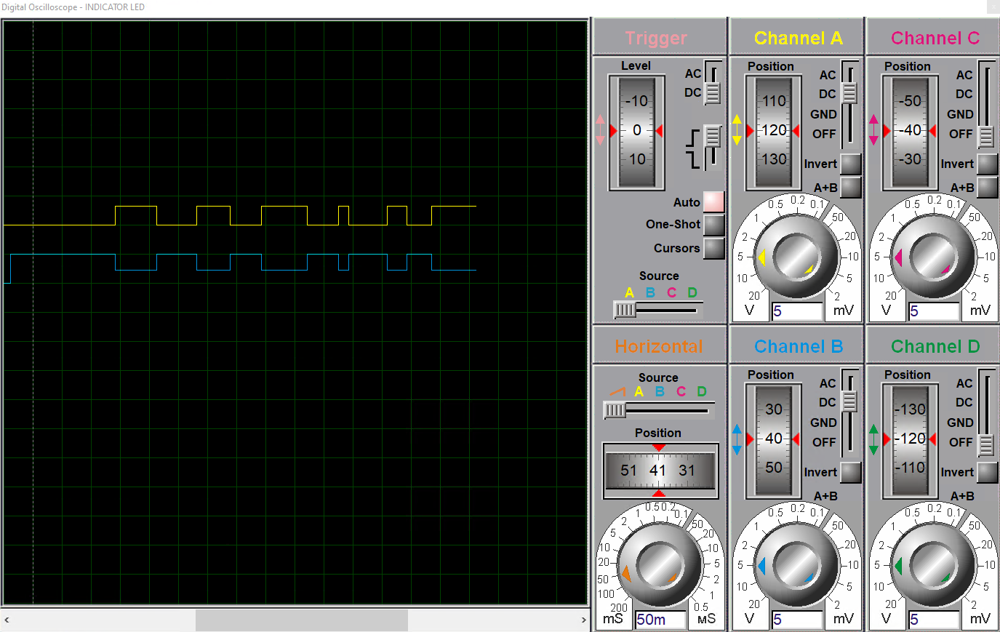 Digital Oscilloscope - INDICATOR LED
x
Trigger
Level
AC
DC
-10
0
10
Auto
One-Shot
Cursors
Source
A B C D
Channel A
Position
110
120
130
AC
DC
GND
OFF
Invert
A+B
20 10 5 2 1 0.5 0.2 0.1 50 20 10 5 2
V
5
mV
Channel C
Position
-50
-40
-30
AC
DC
GND
OFF
Invert
A+B
20 10 5 2 1 0.5 0.2 0.1 50 20 10 5 2
V
5
mV
Horizontal
Source
A B C D
Position
51 41 31
200 100 50 20 10 5 2 1 0.5 0.2 0.1 50 20 10 5 2 1 0.5
mS
50m
мS
Channel B
Position
30
40
50
AC
DC
GND
OFF
Invert
A+B
20 10 5 2 1 0.5 0.2 0.1 50 20 10 5 2
V
5
mV
Channel D
Position
-130
-120
-110
AC
DC
GND
OFF
Invert
A+B
20 10 5 2 1 0.5 0.2 0.1 50 20 10 5 2
V
5
mV